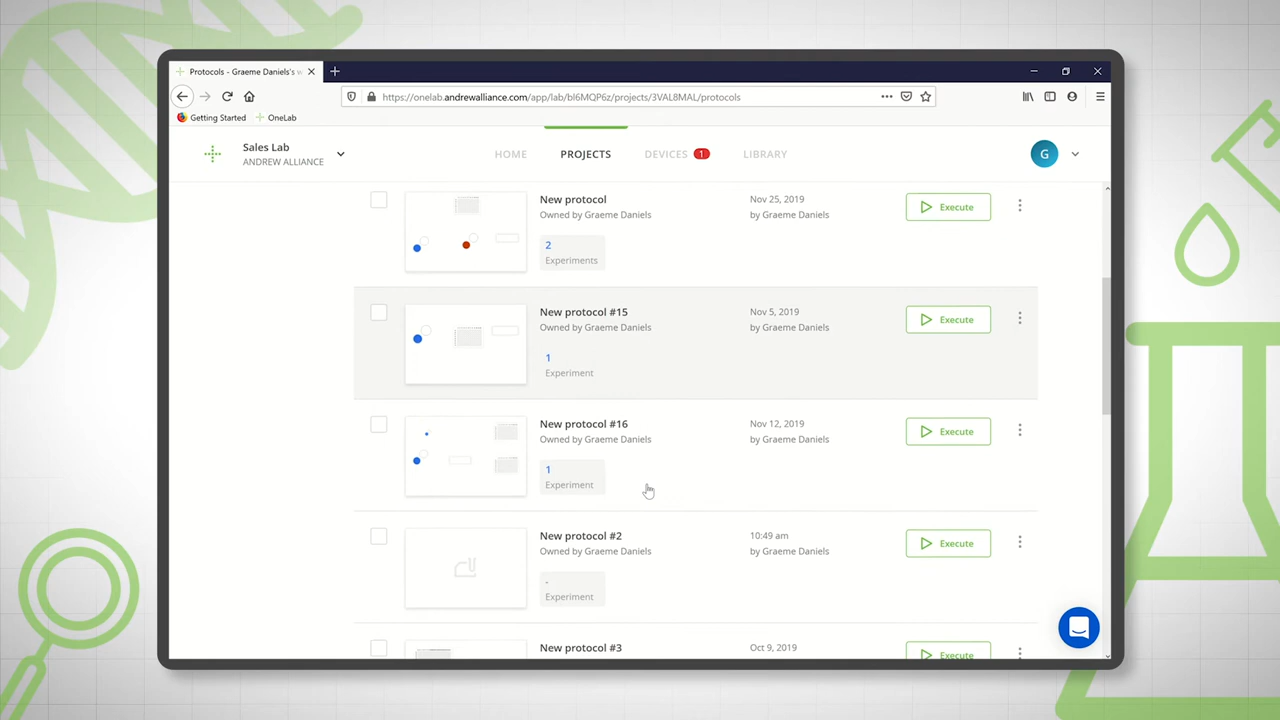 Protocols - Graeme Daniels's w
https://onelab.andrewalliance.com/app/lab/bI6MQP6z/projects/3VAL8MAL/protocols
Getting Started
OneLab
Sales Lab
ANDREW ALLIANCE
HOME
PROJECTS
DEVICES
1
LIBRARY
G
New protocol
Owned by Graeme Daniels
2
Experiments
Nov 25, 2019
by Graeme Daniels
Execute
New protocol #15
Owned by Graeme Daniels
1
Experiment
Nov 5, 2019
by Graeme Daniels
Execute
New protocol #16
Owned by Graeme Daniels
1
Experiment
Nov 12, 2019
by Graeme Daniels
Execute
New protocol #2
Owned by Graeme Daniels
-
Experiment
10:49 am
by Graeme Daniels
Execute
New protocol #3
Oct 9, 2019
Execute